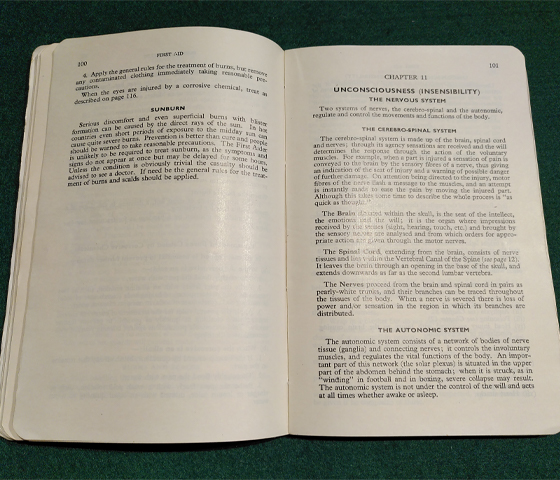 100
FIRST AID
4. Apply the general rules for the treatment of burns, but remove
any contaminated clothing immediately taking reasonable pre-
cautions.
When the eyes are injured by a corrosive chemical, treat as
described on page 116.
SUNBURN
Serious discomfort and even superficial burns with blister
formation can be caused by the direct rays of the sun. In hot
countries even short periods of exposure to the midday sun can
cause quite severe burns. Prevention is better than cure and people
should be warned to take reasonable precautions. The First Aider
is unlikely to be required to treat sunburn, as the symptoms and
signs do not appear at once but may be delayed for some hours.
Unless the condition is obviously trivial the casualty should be
advised to see a doctor. If need be the general rules for the treat-
ment of burns and scalds should be applied.
101
CHAPTER 11
UNCONSCIOUSNESS (INSENSIBILITY)
THE NERVOUS SYSTEM
Two systems of nerves, the cerebro-spinal and the autonomic,
regulate and control the movements and functions of the body.
THE CEREBRO-SPINAL SYSTEM
The cerebro-spinal system is made up of the brain, spinal cord
and nerves; through its agency sensations are received and the will
determines the response through the action of the voluntary
muscles. For example, when a part is injured a sensation of pain is
conveyed to the brain by the sensory fibres of a nerve, thus giving
an indication of the seat of injury and a warning of possible danger
of further damage. On attention being directed to the injury, motor
fibres of the nerve flash a message to the muscles, and an attempt
is instantly made to ease the pain by moving the injured part.
Although this takes some time to describe the whole process is "as
quick as thought."
The Brain situated within the skull, is the seat of the intellect,
the emotions and the will; it is the organ where impressions
received by the senses (sight, hearing, touch, etc.) and brought by
the sensory nerves are analysed and from which orders for appro-
priate action are given through the motor nerves.
The Spinal Cord, extending from the brain, consists of nerve
tissues and lies within the Vertebral Canal of the Spine (see page 12).
It leaves the brain through an opening in the base of the skull, and
extends downwards as far as the second lumbar vertebra.
The Nerves proceed from the brain and spinal cord in pairs as
pearly-white trunks, and their branches can be traced throughout
the tissues of the body. When a nerve is severed there is loss of
power and/or sensation in the region in which its branches are
distributed.
THE AUTONOMIC SYSTEM
The autonomic system consists of a network of bodies of nerve
tissue (ganglia) and connecting nerves; it controls the involuntary
muscles, and regulates the vital functions of the body. An impor-
tant part of this network (the solar plexus) is situated in the upper
part of the abdomen behind the stomach; when it is struck, as in
"winding" in football and in boxing, severe collapse may result.
The autonomic system is not under the control of the will and acts
at all times whether awake or asleep.